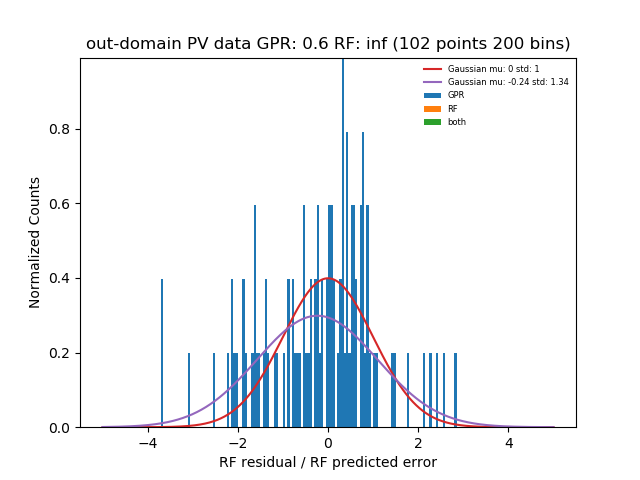 out-domain PV data GPR: 0.6 RF: inf (102 points 200 bins)
Gaussian mu: 0 std: 1
Gaussian mu: -0.24 std: 1.34
GPR
RF
both
Normalized Counts
0.8
0.6
0.4
0.2
0.0
−4
−2
0
2
4
RF residual / RF predicted error